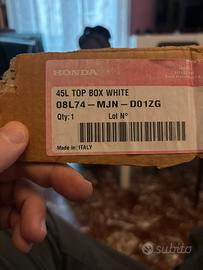 HONDA
45L TOP BOX WHITE
08L74-MJN-D01ZG
Qty: 1 Lot N°
Made in: ITALY
subito